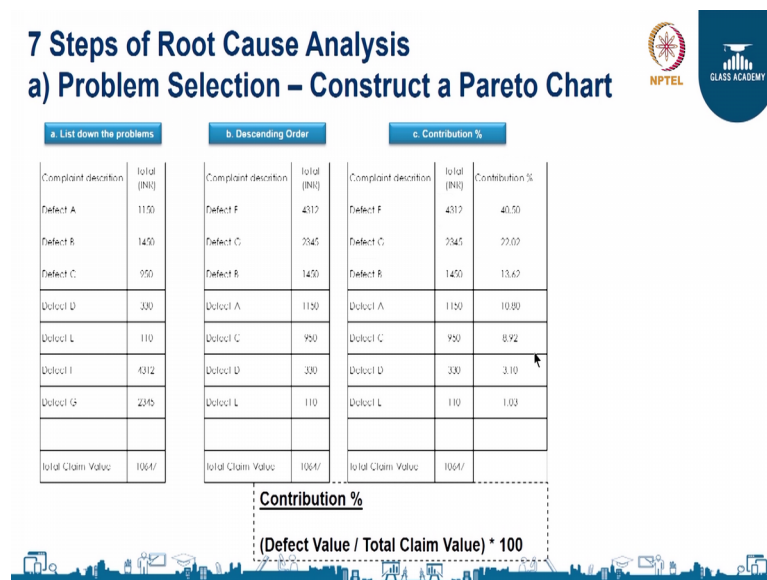 7 Steps of Root Cause Analysis
a) Problem Selection – Construct a Pareto Chart
NPTEL
GLASS ACADEMY
a. List down the problems
Complaint descrition Total (INR)
Defect A 1150
Defect B 1450
Defect C 950
Defect D 330
Defect E 110
Defect F 4312
Defect G 2345
Total Claim Value 10647
b. Descending Order
Complaint descrition Total (INR)
Defect F 4312
Defect G 2345
Defect B 1450
Defect A 1150
Defect C 950
Defect D 330
Defect E 110
Total Claim Value 10647
c. Contribution %
Complaint descrition Total (INR) Contribution %
Defect F 4312 40.50
Defect G 2345 22.02
Defect B 1450 13.62
Defect A 1150 10.80
Defect C 950 8.92
Defect D 330 3.10
Defect E 110 1.03
Total Claim Value 10647
Contribution %
(Defect Value / Total Claim Value) * 100